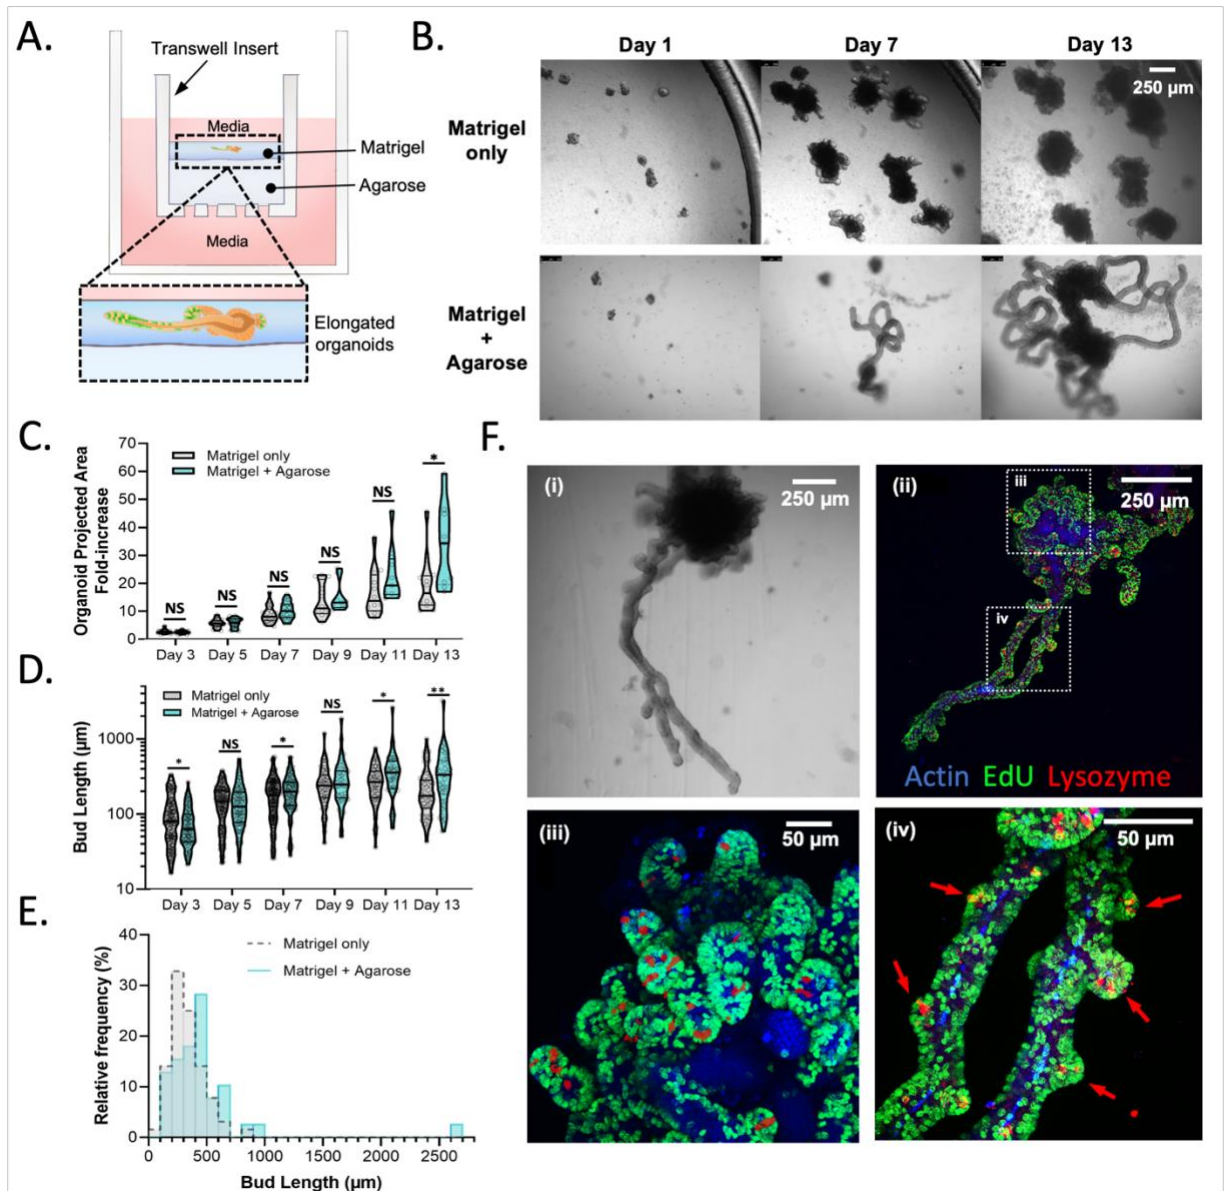 A.
Transwell Insert
Media
Matrigel
Agarose
Media
Elongated
organoids
B.
Day 1
Day 7
Day 13
Matrigel
only
250 µm
Matrigel
+
Agarose
C.
Organoid Projected Area
Fold-increase
70
60
50
40
30
20
10
0
Matrigel only
Matrigel + Agarose
NS
NS
NS
NS
NS
*
Day 3
Day 5
Day 7
Day 9
Day 11
Day 13
D.
Bud Length (µm)
1000
100
10
Matrigel only
Matrigel + Agarose
*
NS
*
NS
*
**
Day 3
Day 5
Day 7
Day 9
Day 11
Day 13
E.
Relative frequency (%)
40
30
20
10
0
Matrigel only
Matrigel + Agarose
0
500
1000
1500
2000
2500
Bud Length (µm)
F.
(i)
250 µm
(ii)
iii
250 µm
iv
Actin EdU Lysozyme
(iii)
50 µm
(iv)
50 µm